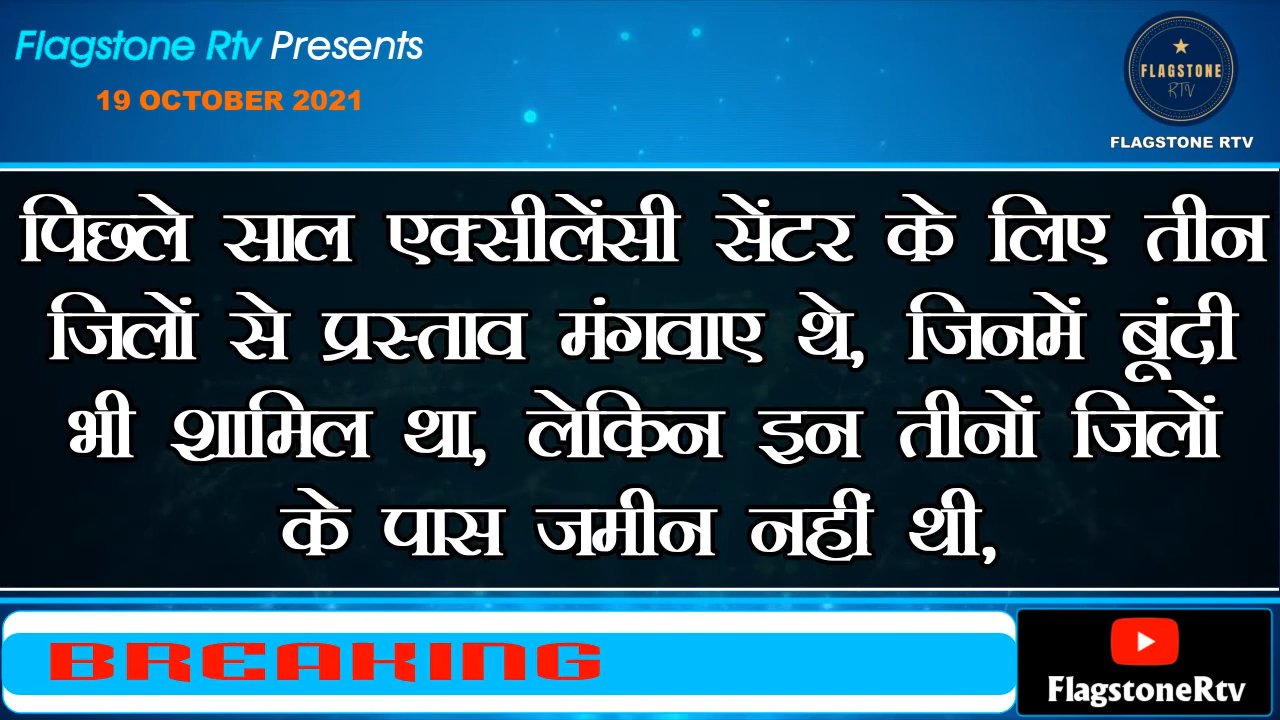 Flagstone Rtv Presents
19 OCTOBER 2021
FLAGSTONE
RTV
FLAGSTONE RTV
पिछले साल एक्सीलेंसी सेंटर के लिए तीन
जिलों से प्रस्ताव मंगवाए थे, जिनमें बूंदी
भी शामिल था, लेकिन इन तीनों जिलों
के पास जमीन नहीं थी,
BREAKING
FlagstoneRtv